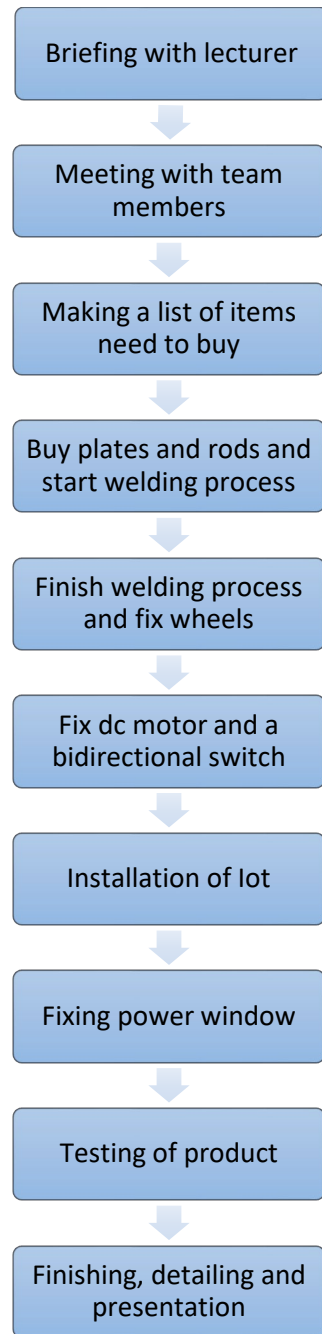 Briefing with lecturer
Meeting with team
members
Making a list of items
need to buy
Buy plates and rods and
start welding process
Finish welding process
and fix wheels
Fix dc motor and a
bidirectional switch
Installation of Iot
Fixing power window
Testing of product
Finishing, detailing and
presentation